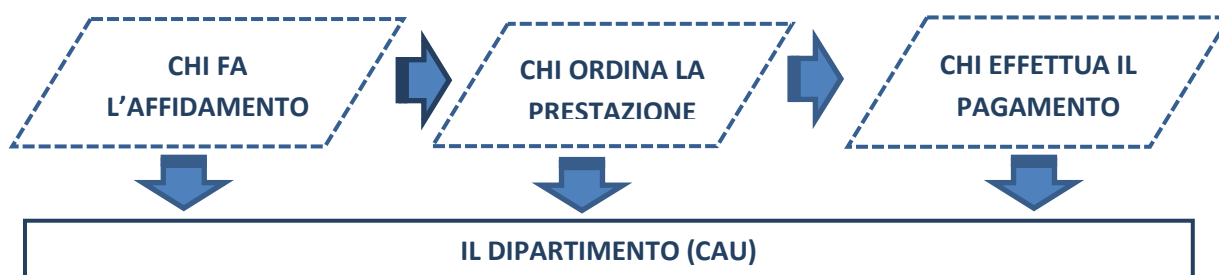 CHI FA
L’AFFIDAMENTO
CHI ORDINA LA
PRESTAZIONE
CHI EFFETTUA IL
PAGAMENTO
IL DIPARTIMENTO (CAU)